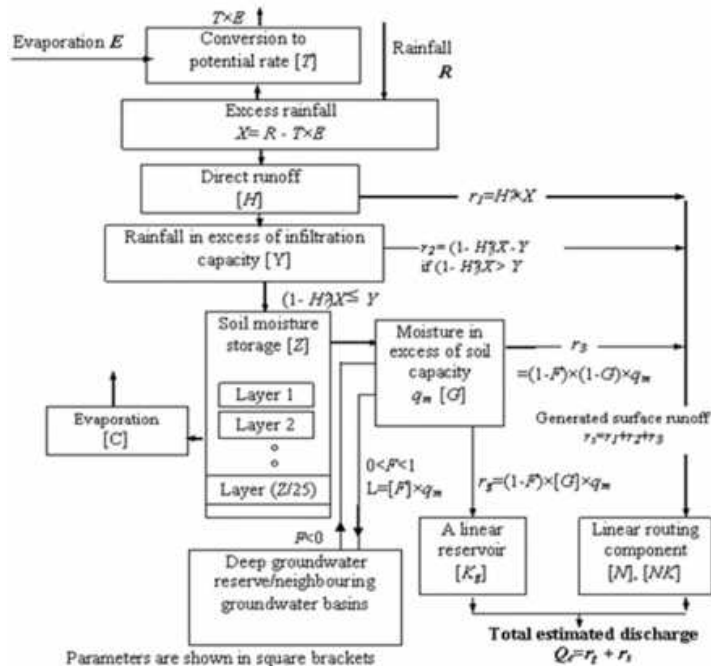 T×E
Evaporation E
Conversion to
potential rate [T]
Rainfall
R
Excess rainfall
X= R - T×E
Direct runoff
[H]
r1=H?×X
Rainfall in excess of infiltration
capacity [Y]
r2= (1- H?)X-Y
if (1- H?)X> Y
(1- H?)X≤ Y
Soil moisture
storage [Z]
Layer 1
Layer 2
Layer (Z/25)
Moisture in
excess of soil
capacity
qm [G]
r3
=(1-F)×(1-G)×qm
Evaporation
[C]
Generated surface runoff
rs=r1+r2+r3
0<F<1
L=[F]×qm
rg=(1-F)×[G]×qm
F<0
Deep groundwater
reserve/neighbouring
groundwater basins
A linear
reservoir
[Kg]
Linear routing
component
[N], [NK]
Total estimated discharge
= + rs
Parameters are shown in square brackets